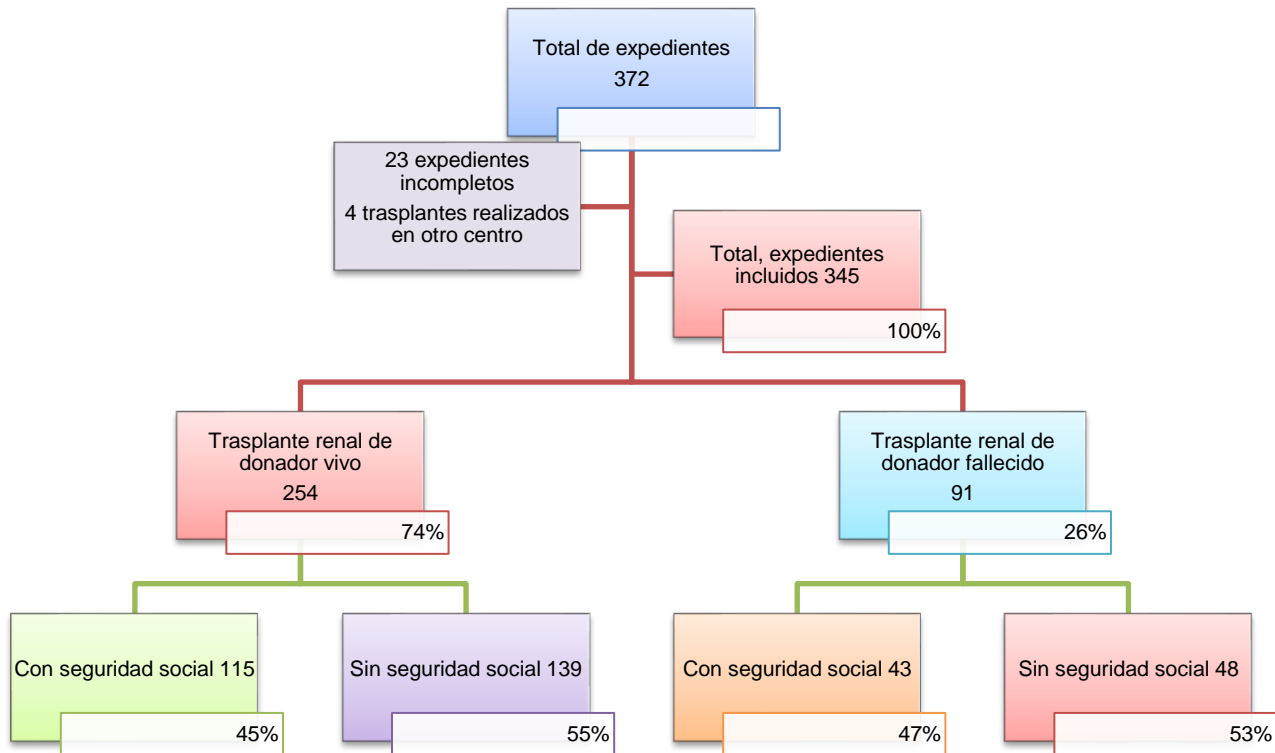 Total de expedientes
372
23 expedientes
incompletos
4 trasplantes realizados
en otro centro
Total, expedientes
incluidos 345
100%
Trasplante renal de
donador vivo
254
74%
Trasplante renal de
donador fallecido
91
26%
Con seguridad social 115
45%
Sin seguridad social 139
55%
Con seguridad social 43
47%
Sin seguridad social 48
53%